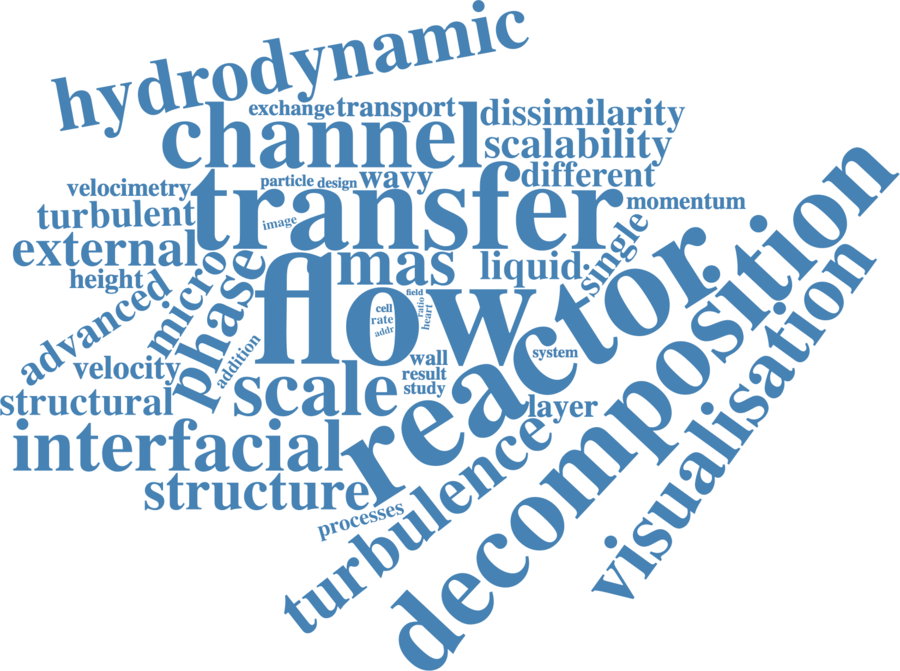 hydrodynamic
exchange
transport
dissimilarity
channel
scalability
velocimetry
particle
design
wavy
different
turbulent
transfer
momentum
image
external
single
height
micro
phase
mas
liquid
advanced
flow
field
cell
ratio
rate
heart
addr
reactor
decomposition
velocity
addition
wall
system
result
study
structural
scale
layer
interfacial
turbulence
visualisation
structure
processes